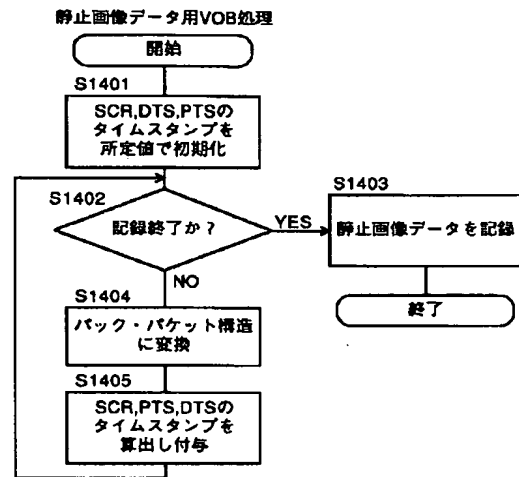 静止画像データ用VOB処理
開始
S1401
SCR,DTS,PTSの
タイムスタンプを
所定値で初期化
S1402
記録終了か？
YES
NO
S1403
静止画像データを記録
終了
S1404
パック・パケット構造
に変換
S1405
SCR,PTS,DTSの
タイムスタンプを
算出し付与